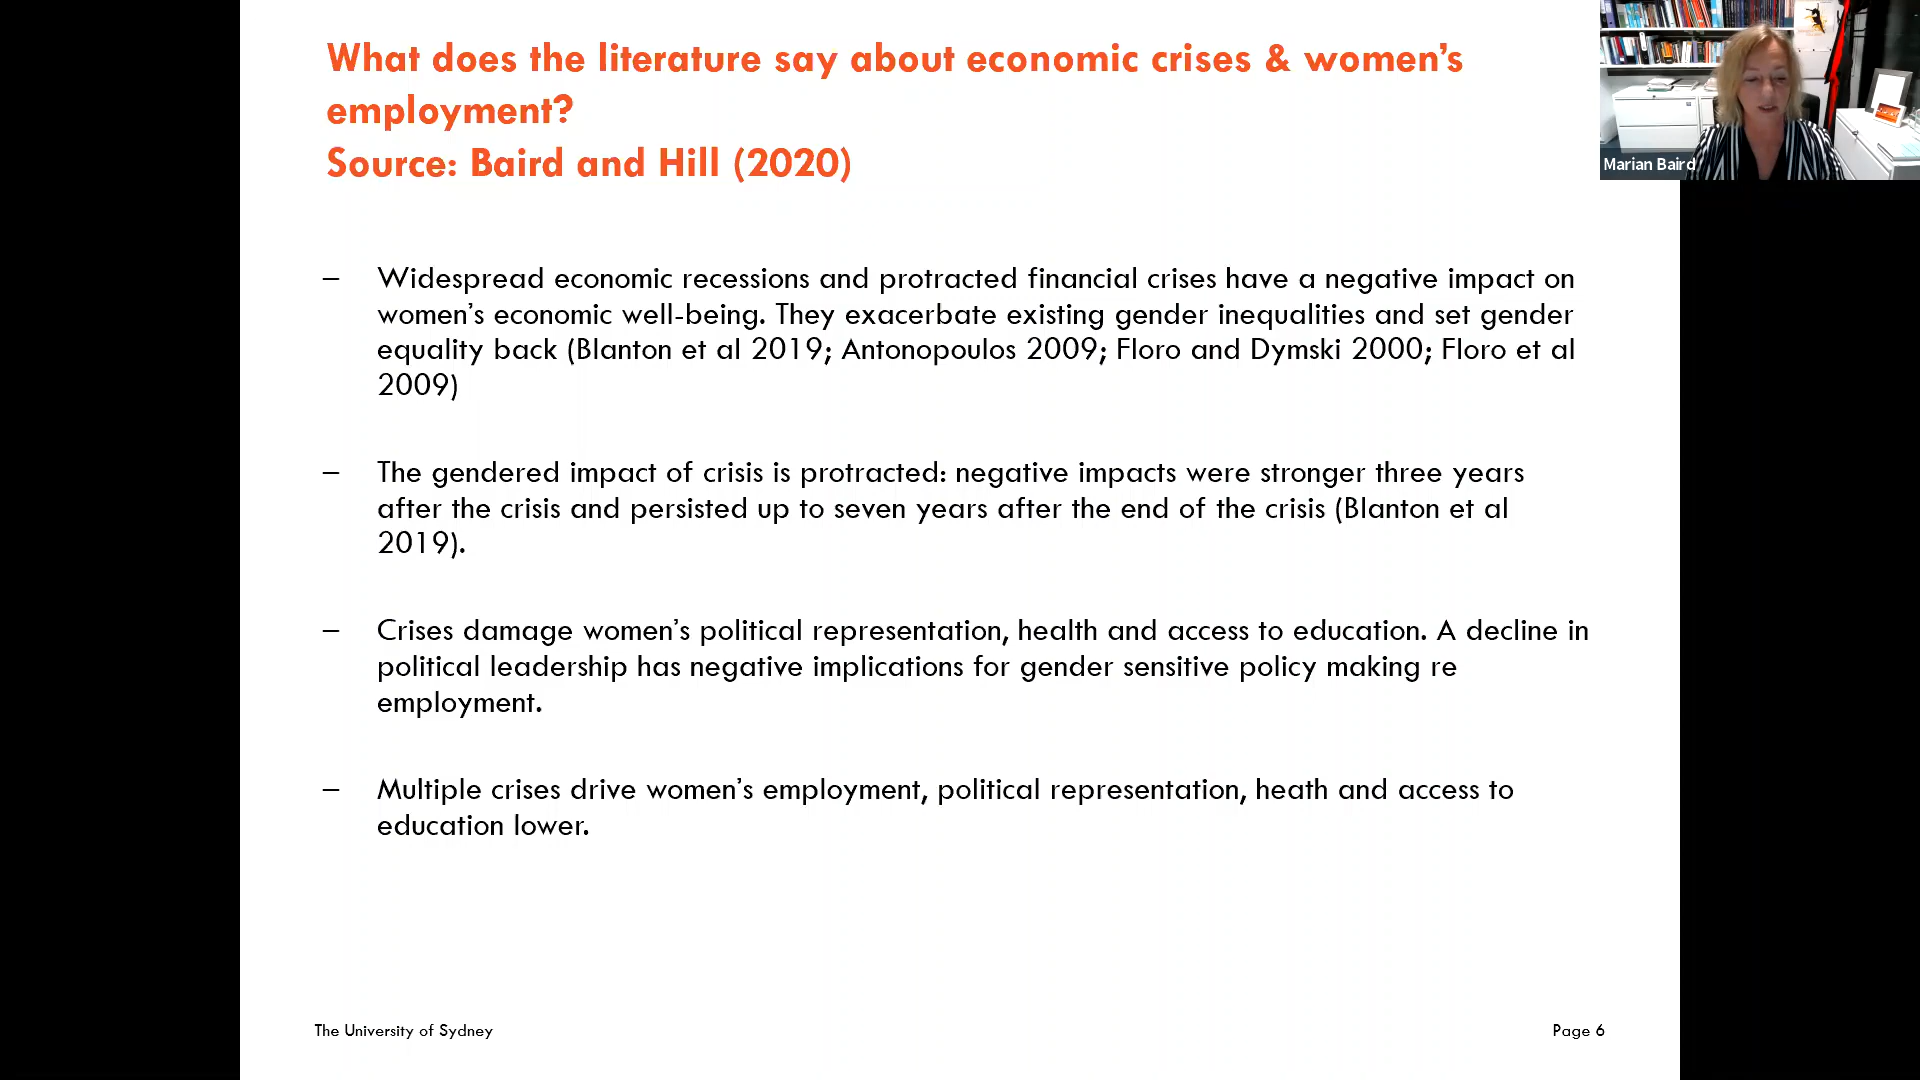 What does the literature say about economic crises & women’s
employment?
Source: Baird and Hill (2020)
Marian Baird
– Widespread economic recessions and protracted financial crises have a negative impact on
women’s economic well-being. They exacerbate existing gender inequalities and set gender
equality back (Blanton et al 2019; Antonopoulos 2009; Floro and Dymski 2000; Floro et al
2009)
– The gendered impact of crisis is protracted: negative impacts were stronger three years
after the crisis and persisted up to seven years after the end of the crisis (Blanton et al
2019).
– Crises damage women’s political representation, health and access to education. A decline in
political leadership has negative implications for gender sensitive policy making re
employment.
– Multiple crises drive women’s employment, political representation, heath and access to
education lower.
The University of Sydney
Page 6